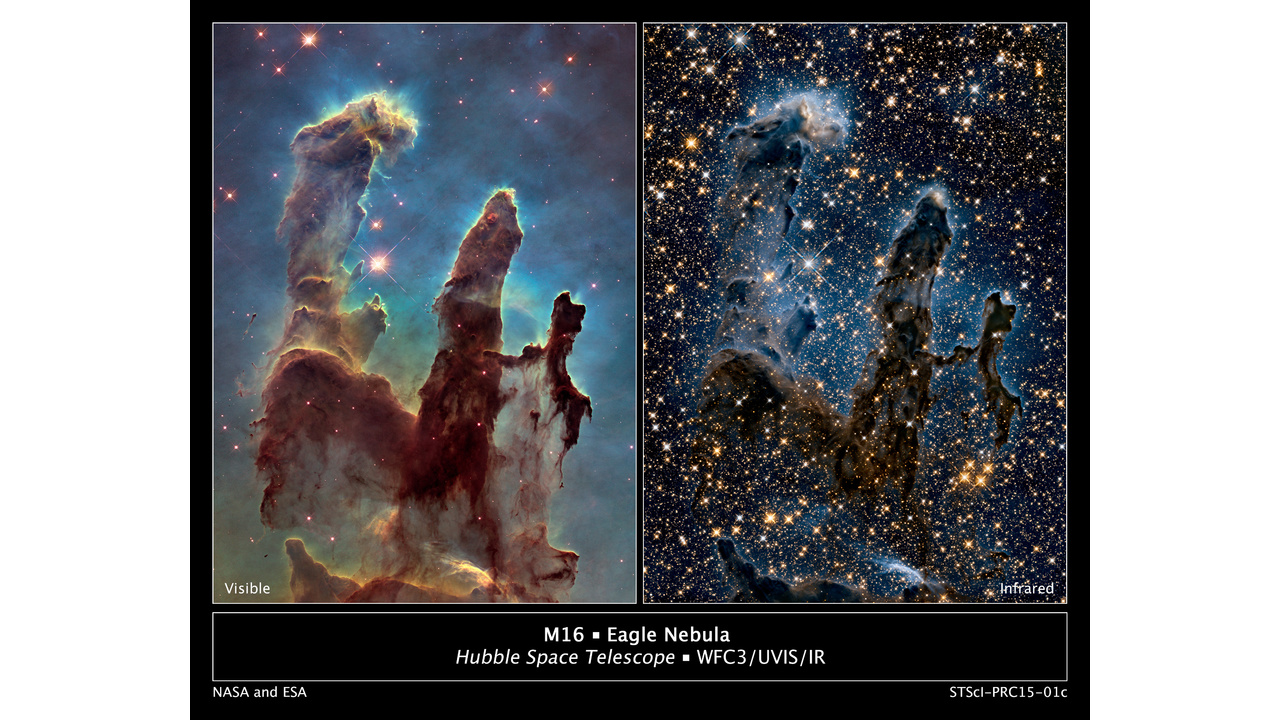 Visible
Infrared
M16 ▪ Eagle Nebula
Hubble Space Telescope ▪ WFC3/UVIS/IR
NASA and ESA
STScI-PRC15-01c